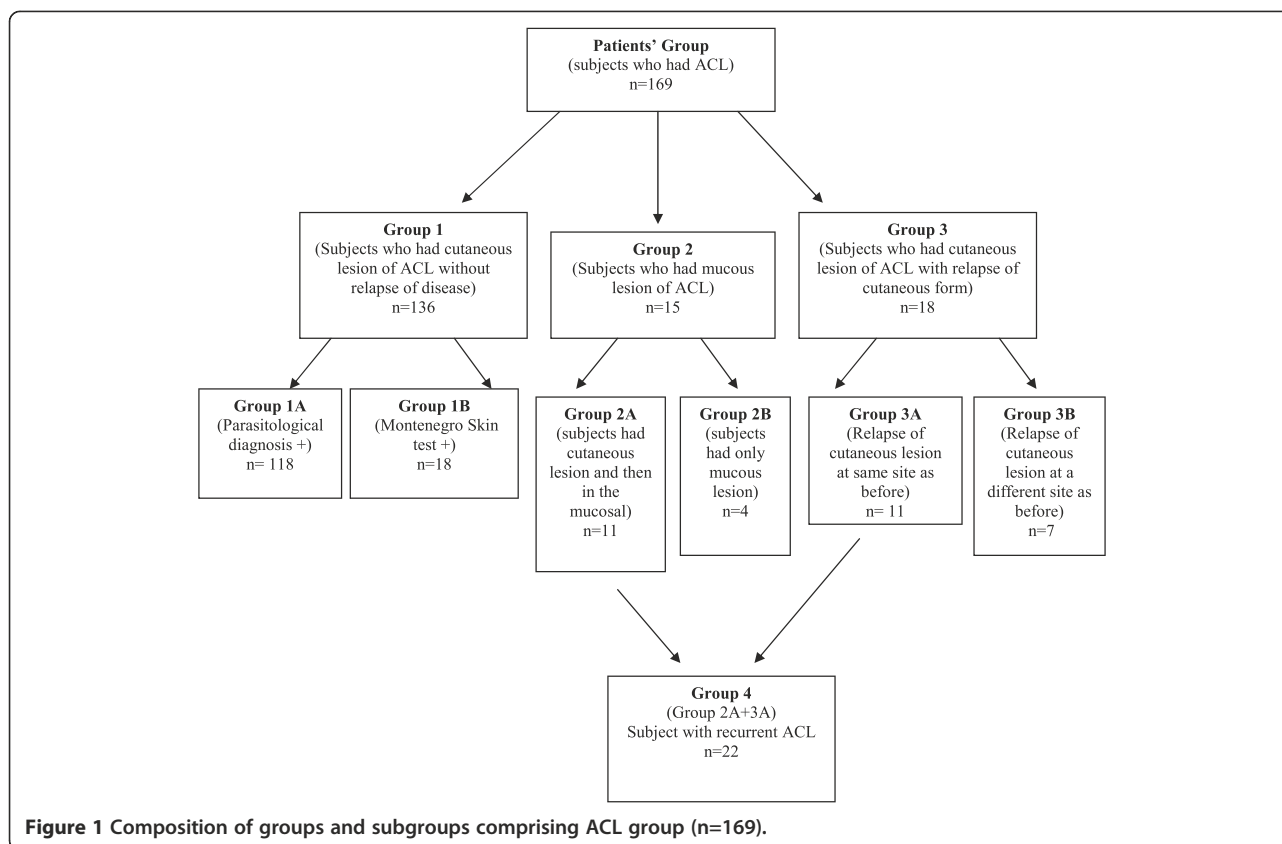 Patients' Group
(subjects who had ACL)
n=169
Group 1
(Subjects who had cutaneous
lesion of ACL without
relapse of disease)
n=136
Group 2
(Subjects who had mucous
lesion of ACL)
n=15
Group 3
(Subjects who had cutaneous
lesion of ACL with relapse of
cutaneous form)
n=18
Group 1A
(Parasitological
diagnosis +)
n= 118
Group 1B
(Montenegro Skin
test +)
n=18
Group 2A
(subjects had
cutaneous
lesion and then
in the
mucosal)
n=11
Group 2B
(subjects
had only
mucous
lesion)
n=4
Group 3A
(Relapse of
cutaneous lesion
at same site as
before)
n= 11
Group 3B
(Relapse of
cutaneous
lesion at a
different site as
before)
n=7
Group 4
(Group 2A+3A)
Subject with recurrent ACL
n=22
Figure 1 Composition of groups and subgroups comprising ACL group (n=169).